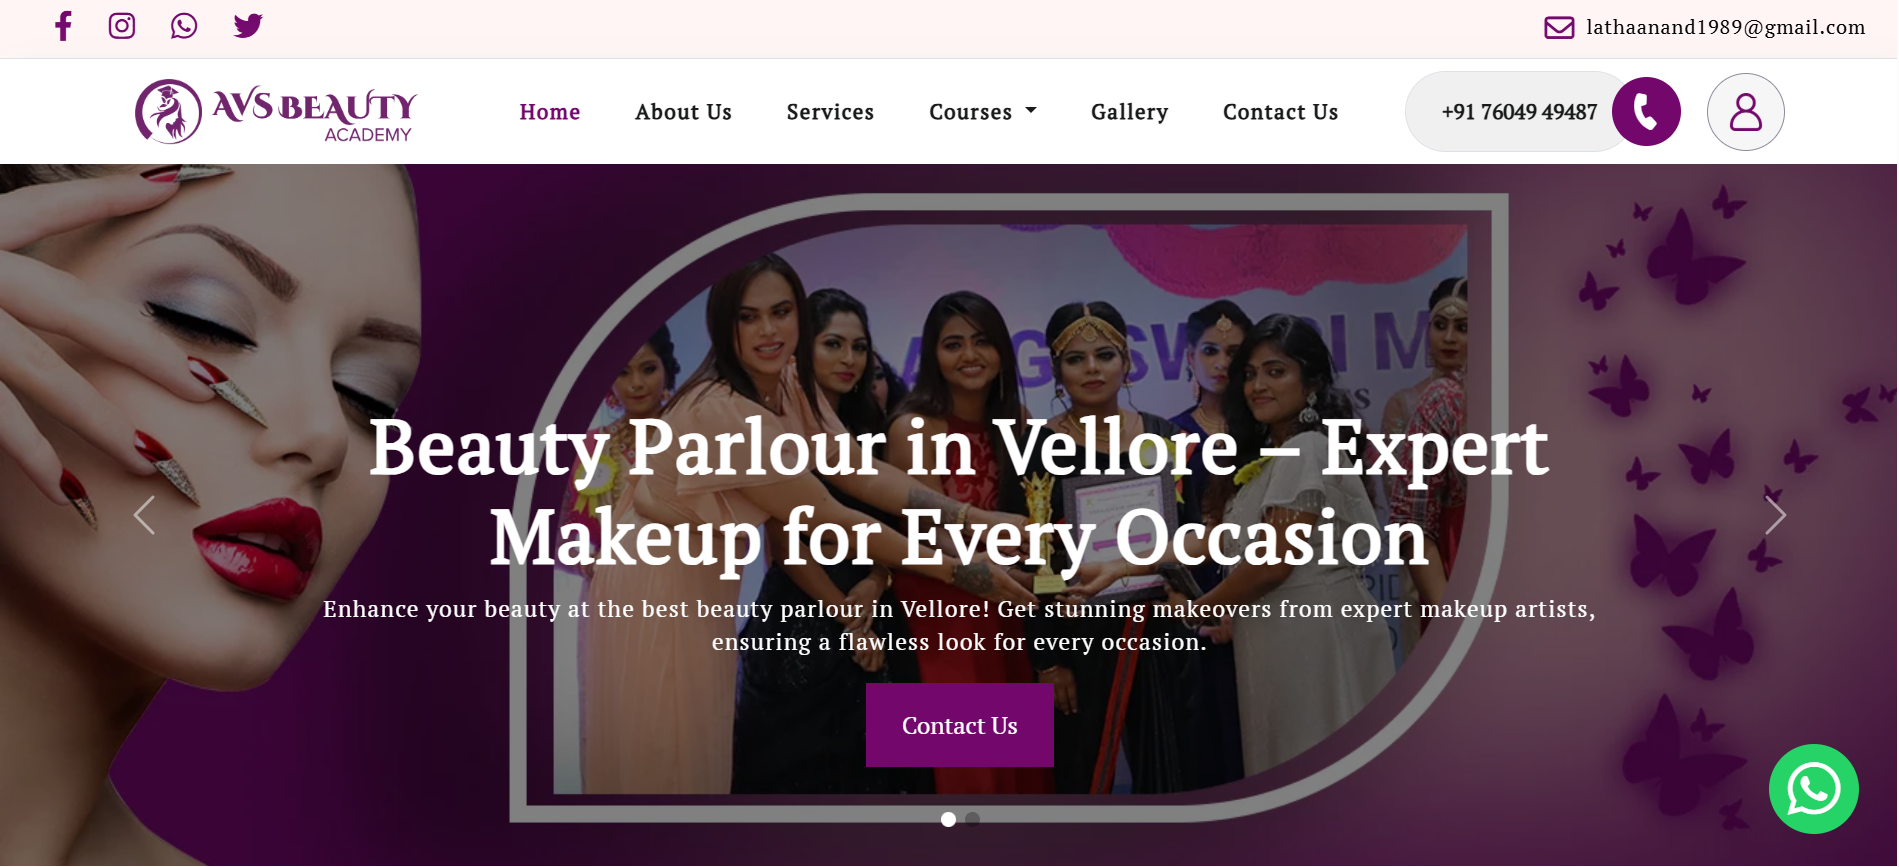 lathaanand1989@gmail.com
AVS BEAUTY
ACADEMY
Home
About Us
Services
Courses
Gallery
Contact Us
+91 76049 49487
Beauty Parlour in Vellore – Expert
Makeup for Every Occasion
Enhance your beauty at the best beauty parlour in Vellore! Get stunning makeovers from expert makeup artists,
ensuring a flawless look for every occasion.
Contact Us